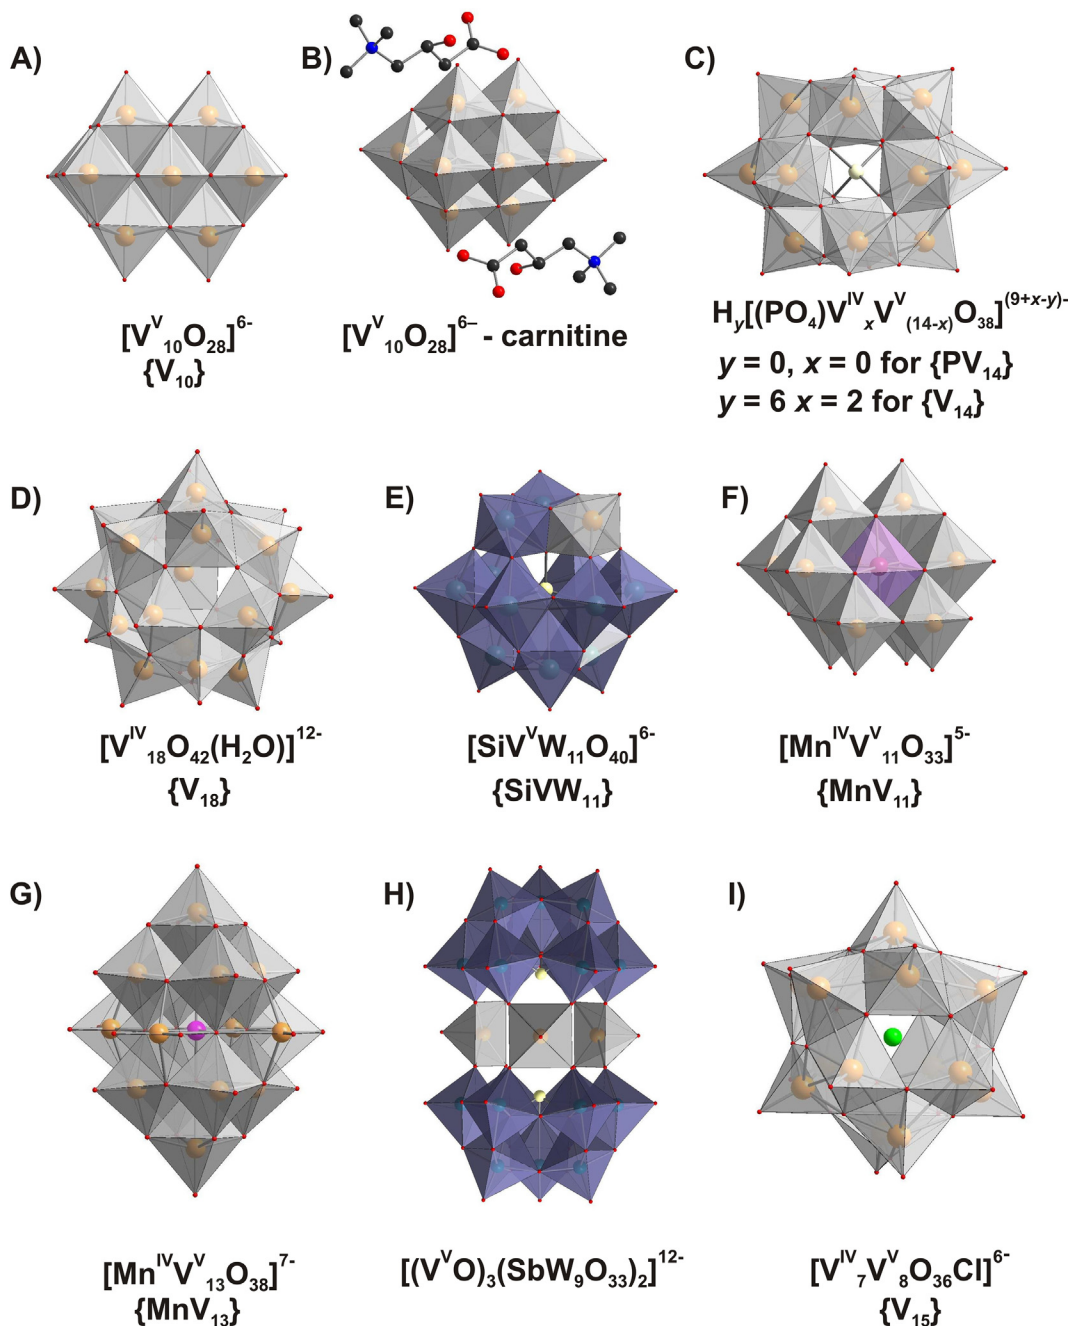 A)
B)
C)
[V^V_10O_28]^6-
{V_10}
[V^V_10O_28]^6– - carnitine
H_y[(PO_4)V^IV_xV^V_(14-x)O_38]^(9+x-y)-
y = 0, x = 0 for {PV_14}
y = 6 x = 2 for {V_14}
D)
E)
F)
[V^IV_18O_42(H_2O)]^12-
{V_18}
[SiV^VW_11O_40]^6-
{SiVW_11}
[Mn^IVV^V_11O_33]^5-
{MnV_11}
G)
H)
I)
[Mn^IVV^V_13O_38]^7-
{MnV_13}
[(V^VO)_3(SbW_9O_33)_2]^12-
[V^IV_7V^V_8O_36Cl]^6-
{V_15}